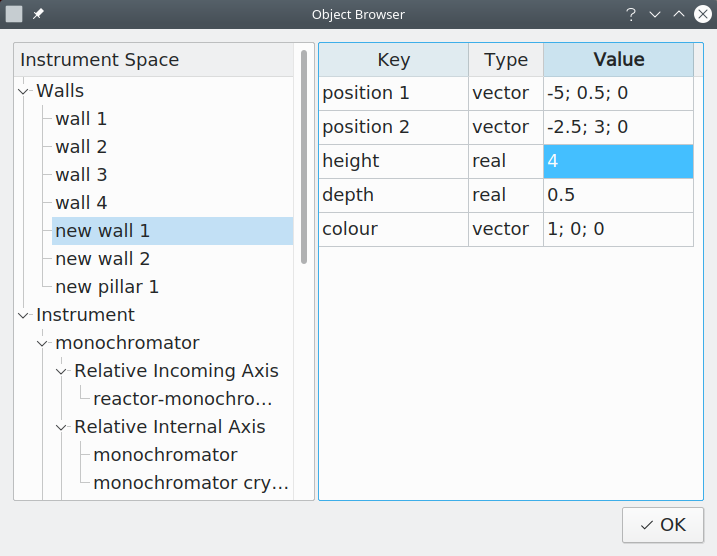 Object Browser
Instrument Space
Walls
wall 1
wall 2
wall 3
wall 4
new wall 1
new wall 2
new pillar 1
Instrument
monochromator
Relative Incoming Axis
reactor-monochro...
Relative Internal Axis
monochromator
monochromator cry...
Key Type Value
position 1 vector -5; 0.5; 0
position 2 vector -2.5; 3; 0
height real 4
depth real 0.5
colour vector 1; 0; 0
OK